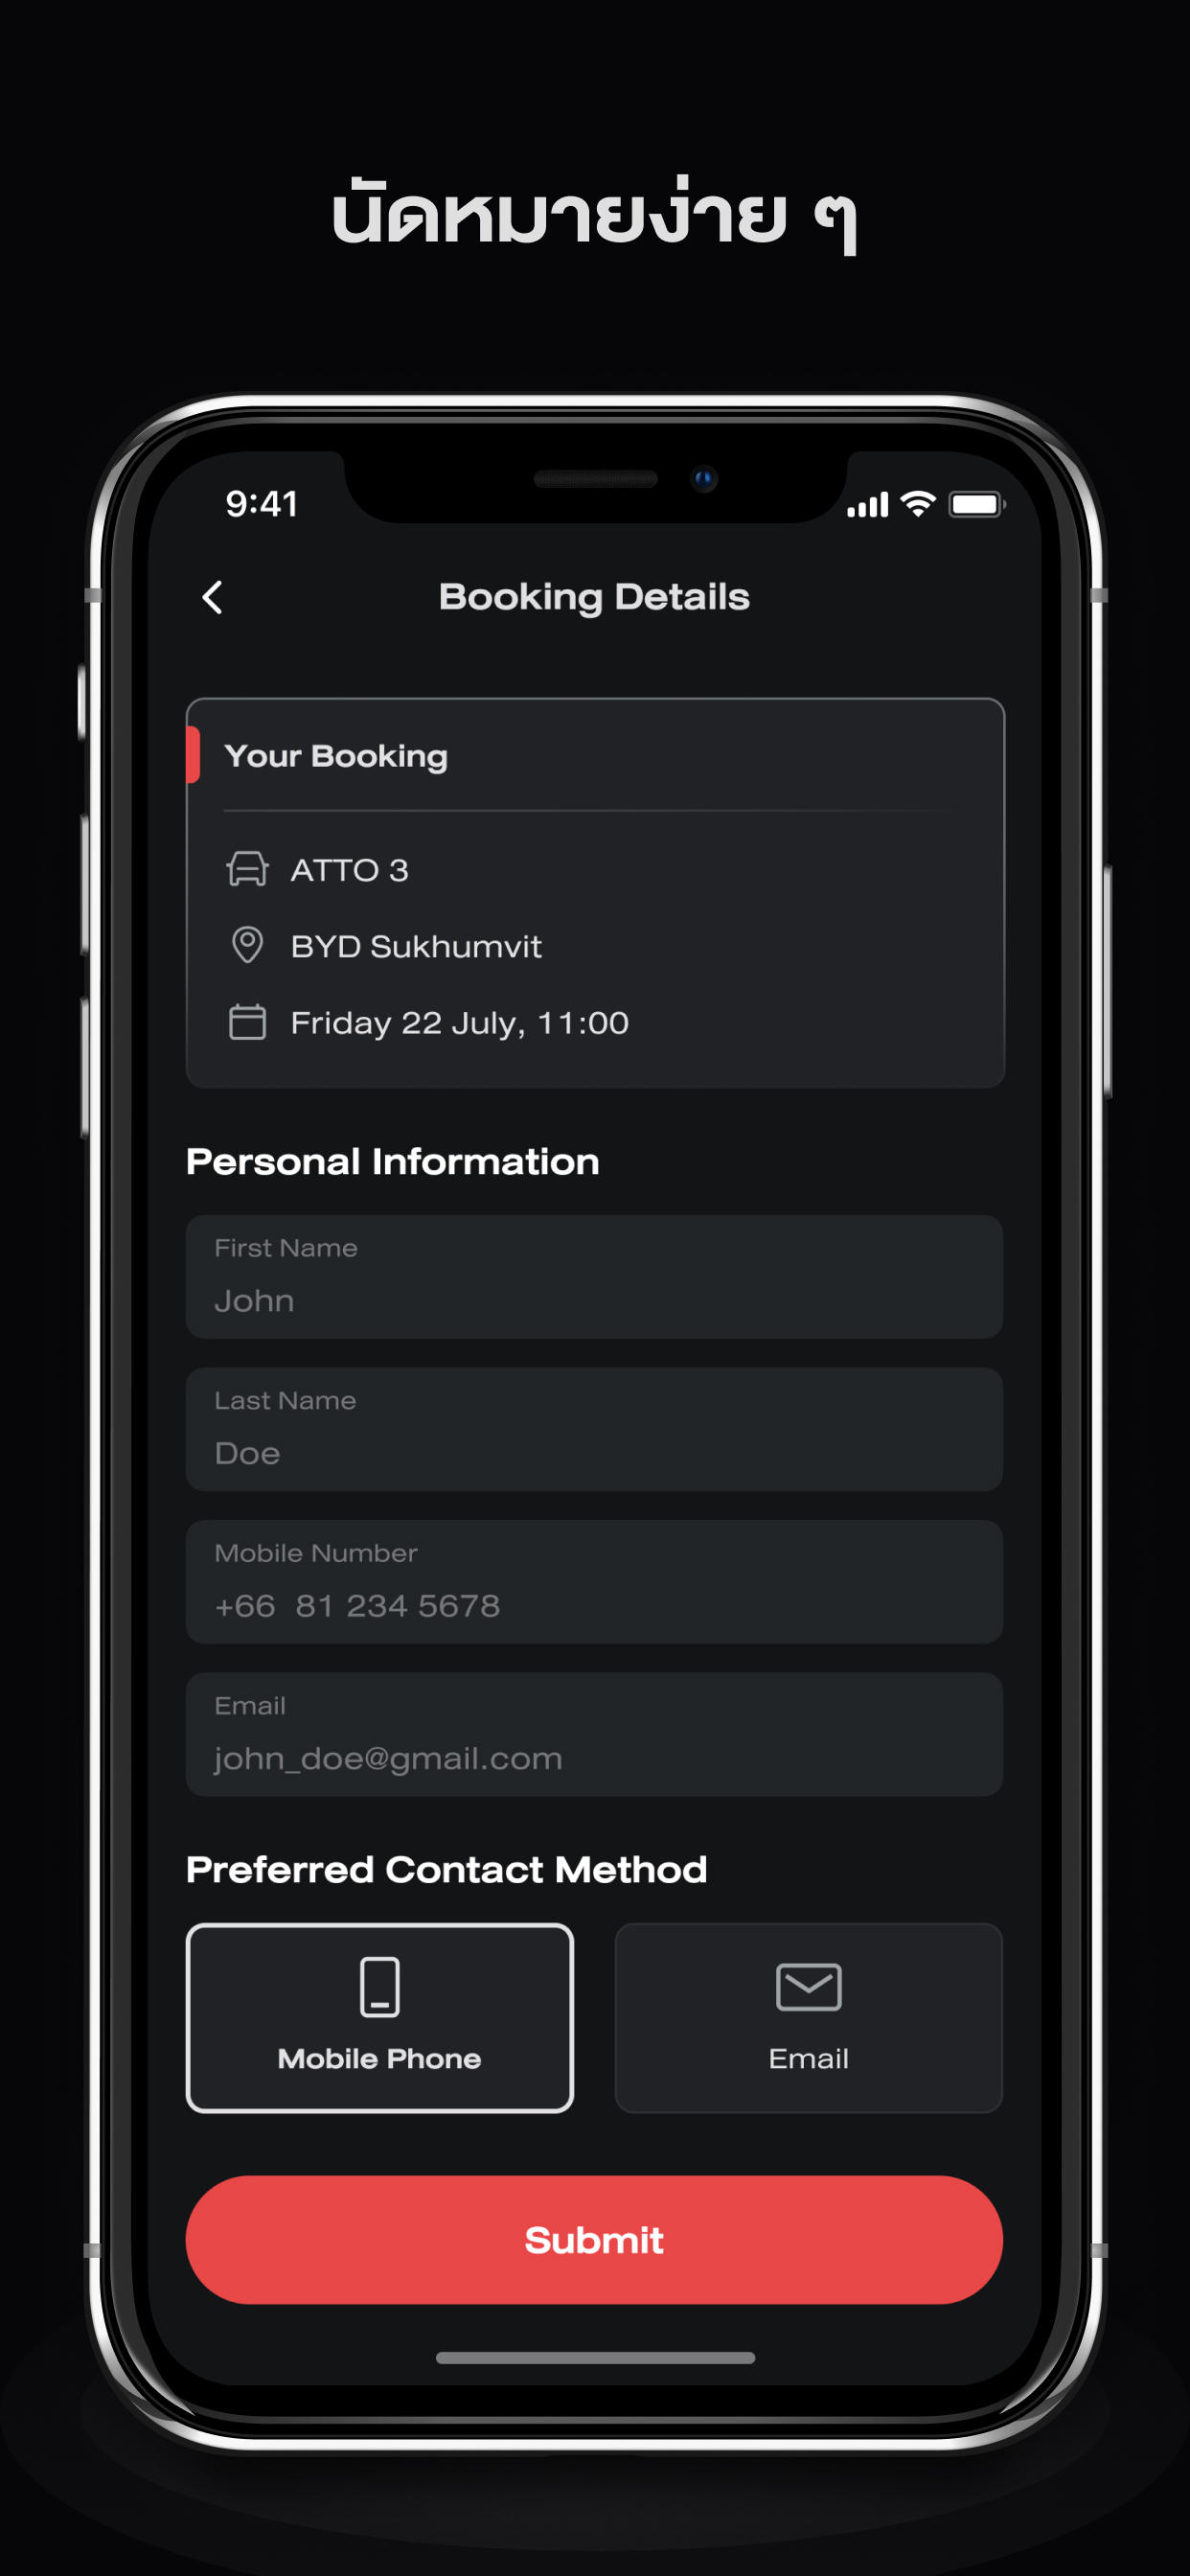 นัดหมายง่าย ๆ
9:41
Booking Details
Your Booking
ATTO 3
BYD Sukhumvit
Friday 22 July, 11:00
Personal Information
First Name
John
Last Name
Doe
Mobile Number
+66 81 234 5678
Email
john_doe@gmail.com
Preferred Contact Method
Mobile Phone
Email
Submit